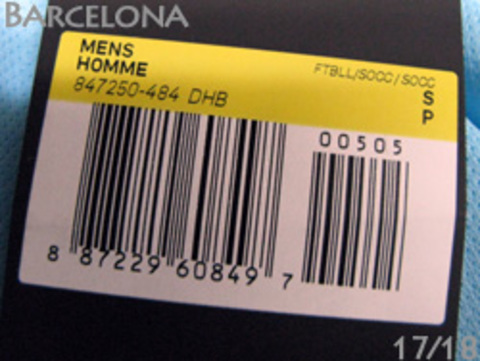 BARCELONA
MENS
HOMME
FTBLL/SOCC/SOCC
847250-484 DHB
S
P
00505
8 87229 60849 7
17/18